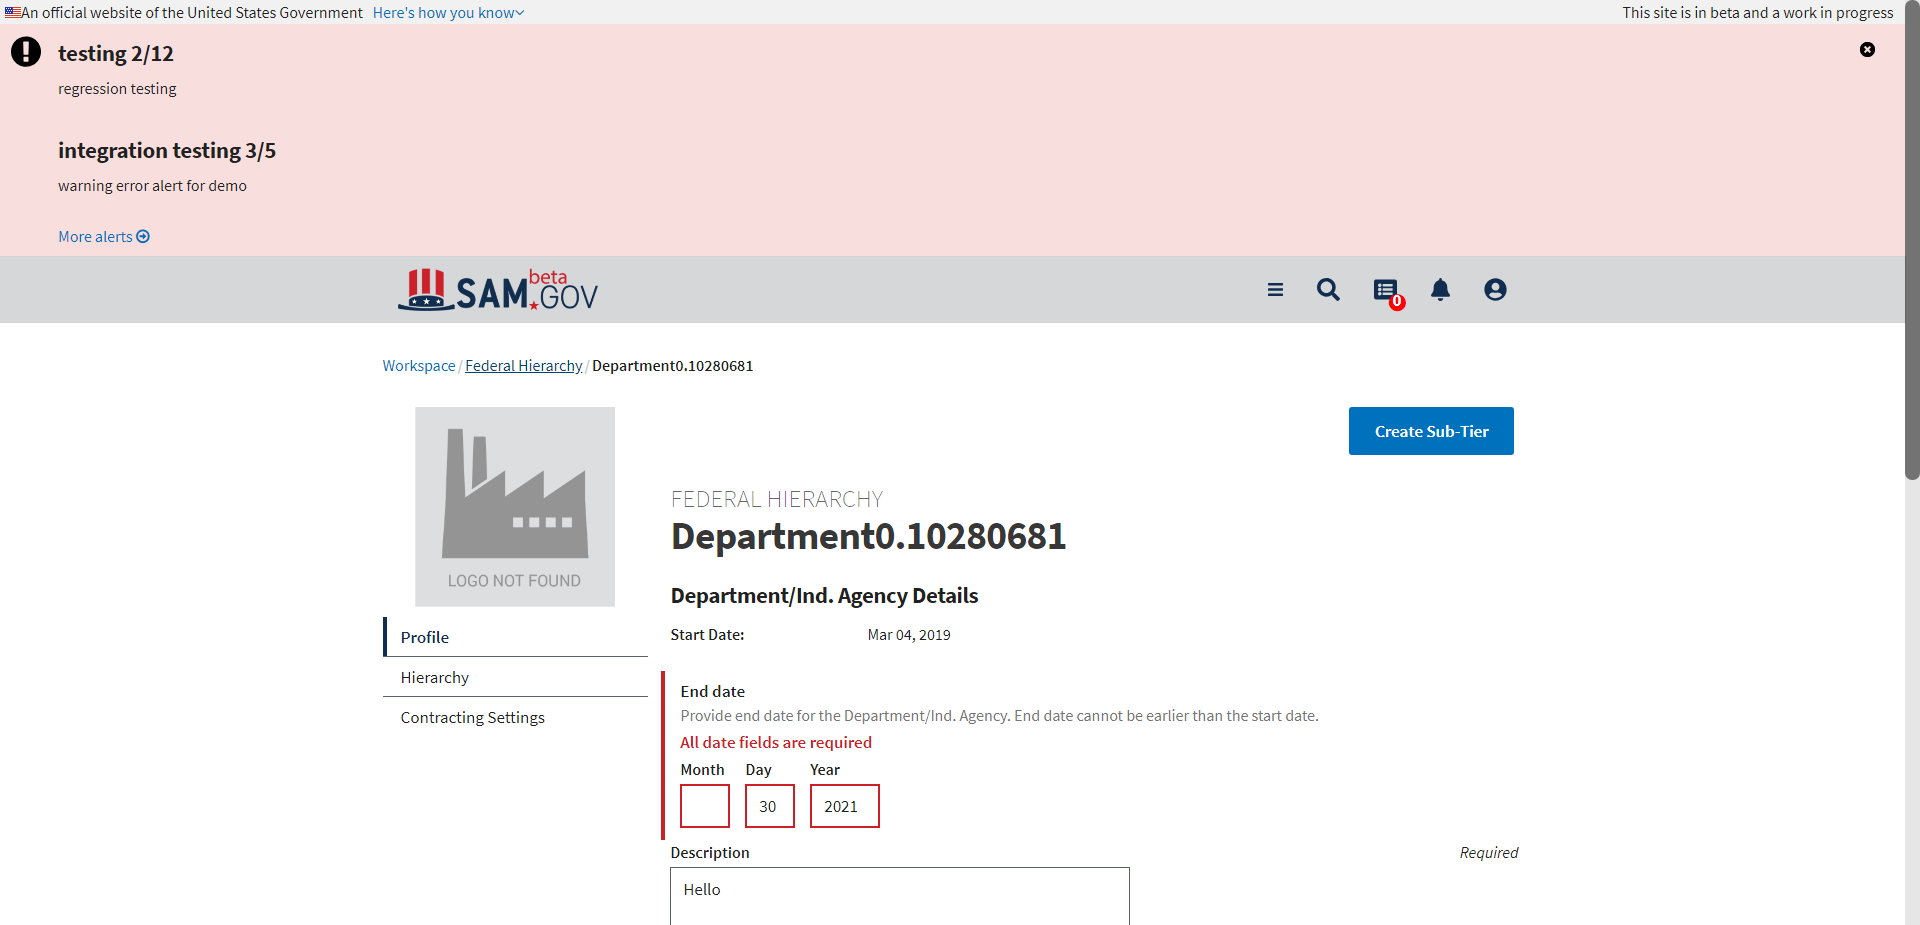 An official website of the United States Government Here's how you know
This site is in beta and a work in progress
testing 2/12
regression testing
integration testing 3/5
warning error alert for demo
More alerts
SAM.GOV beta
0
Workspace / Federal Hierarchy / Department0.10280681
LOGO NOT FOUND
Create Sub-Tier
Profile
Hierarchy
Contracting Settings
FEDERAL HIERARCHY
Department0.10280681
Department/Ind. Agency Details
Start Date: Mar 04, 2019
End date
Provide end date for the Department/Ind. Agency. End date cannot be earlier than the start date.
All date fields are required
Month Day Year
30 2021
Description Required
Hello